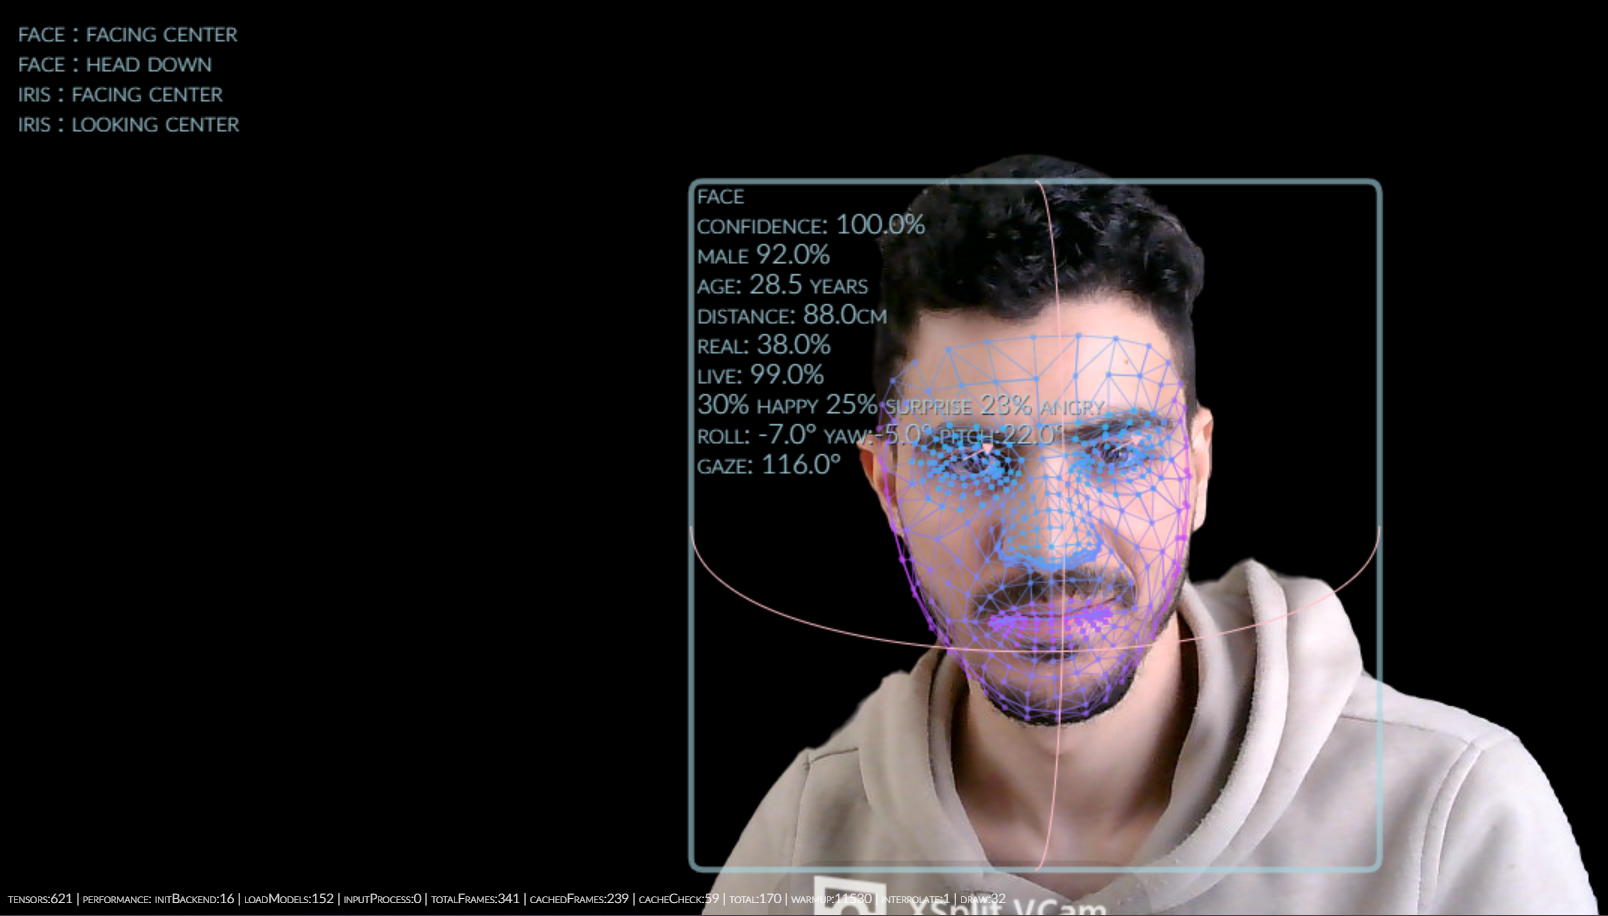 FACE : FACING CENTER
FACE : HEAD DOWN
IRIS : FACING CENTER
IRIS : LOOKING CENTER
FACE
CONFIDENCE: 100.0%
MALE 92.0%
AGE: 28.5 YEARS
DISTANCE: 88.0CM
REAL: 38.0%
LIVE: 99.0%
30% HAPPY 25% SURPRISE 23% ANGRY
ROLL: -7.0° YAW:-5.0° PITCH:22.0°
GAZE: 116.0°
TENSORS:621 | PERFORMANCE: INITBACKEND:16 | LOADMODELS:152 | INPUTPROCESS:0 | TOTALFRAMES:341 | CACHEDFRAMES:239 | CACHECHECK:59 | TOTAL:170 | WARMUP:11530 | INTERPOLATE:1 | DRAW:32
XSplit VCam